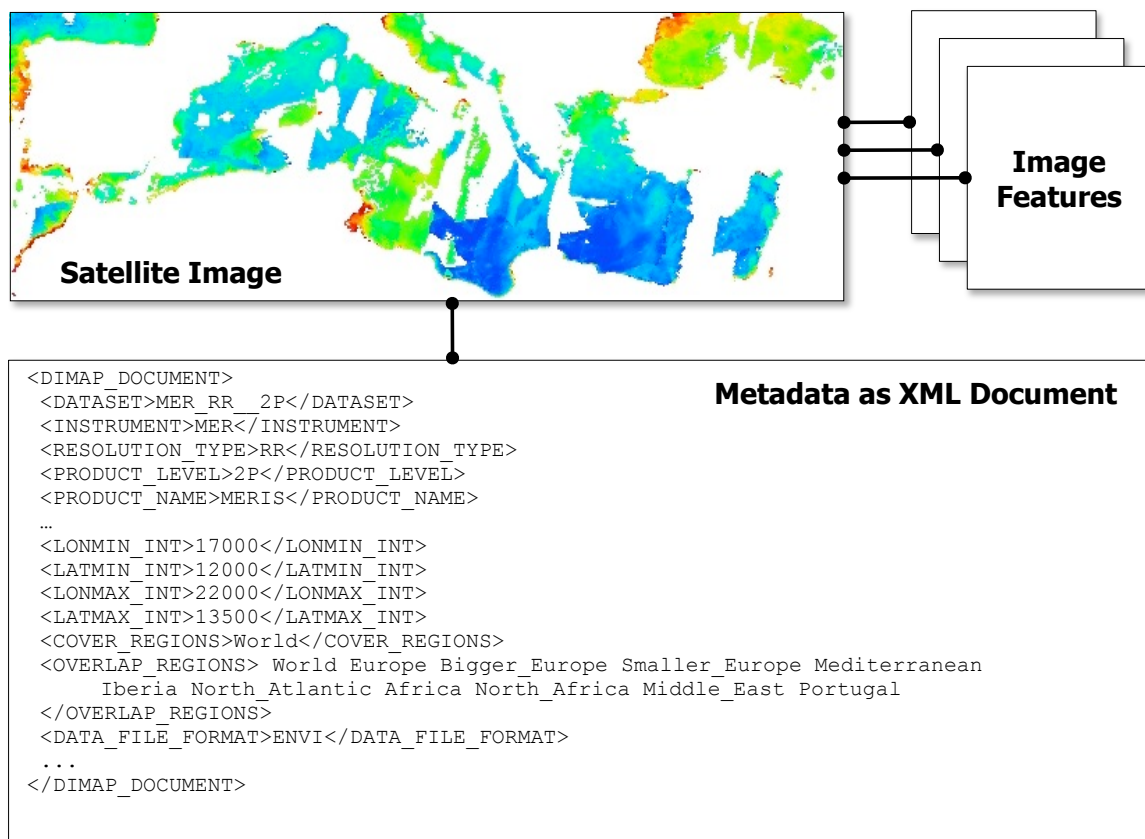 Satellite Image
Image
Features
Metadata as XML Document
<DIMAP_DOCUMENT>
<DATASET>MER_RR__2P</DATASET>
<INSTRUMENT>MER</INSTRUMENT>
<RESOLUTION_TYPE>RR</RESOLUTION_TYPE>
<PRODUCT_LEVEL>2P</PRODUCT_LEVEL>
<PRODUCT_NAME>MERIS</PRODUCT_NAME>
…
<LONMIN_INT>17000</LONMIN_INT>
<LATMIN_INT>12000</LATMIN_INT>
<LONMAX_INT>22000</LONMAX_INT>
<LATMAX_INT>13500</LATMAX_INT>
<COVER_REGIONS>World</COVER_REGIONS>
<OVERLAP_REGIONS> World Europe Bigger_Europe Smaller_Europe Mediterranean
Iberia North_Atlantic Africa North_Africa Middle_East Portugal
</OVERLAP_REGIONS>
<DATA_FILE_FORMAT>ENVI</DATA_FILE_FORMAT>
...
</DIMAP_DOCUMENT>